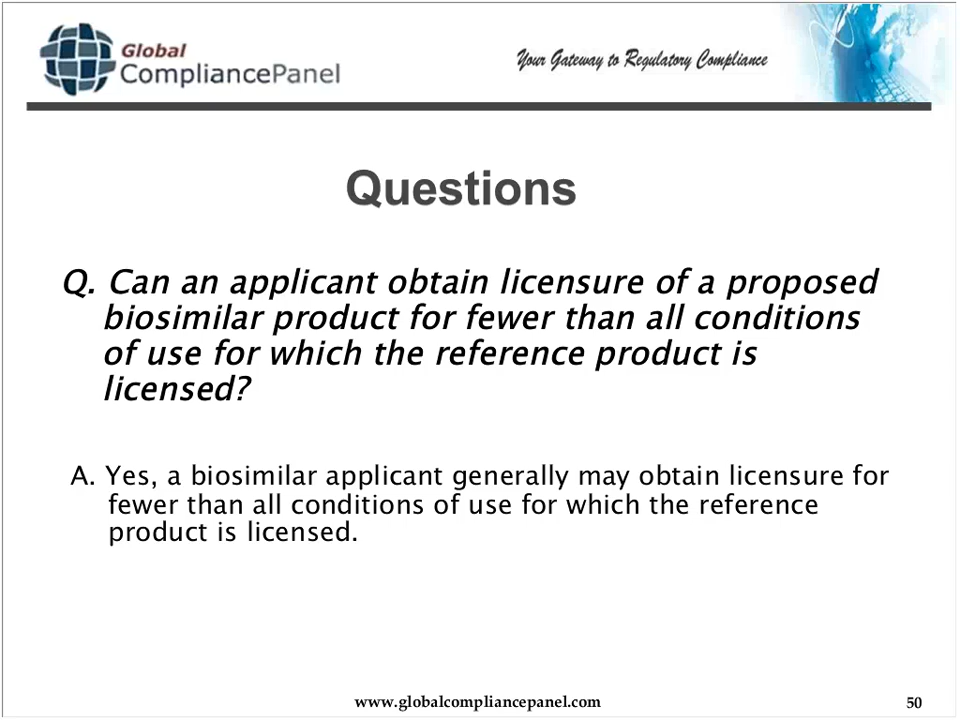 Global
CompliancePanel
Your Gateway to Regulatory Compliance
Questions
Q. Can an applicant obtain licensure of a proposed
biosimilar product for fewer than all conditions
of use for which the reference product is
licensed?
A. Yes, a biosimilar applicant generally may obtain licensure for
fewer than all conditions of use for which the reference
product is licensed.
www.globalcompliancepanel.com
50